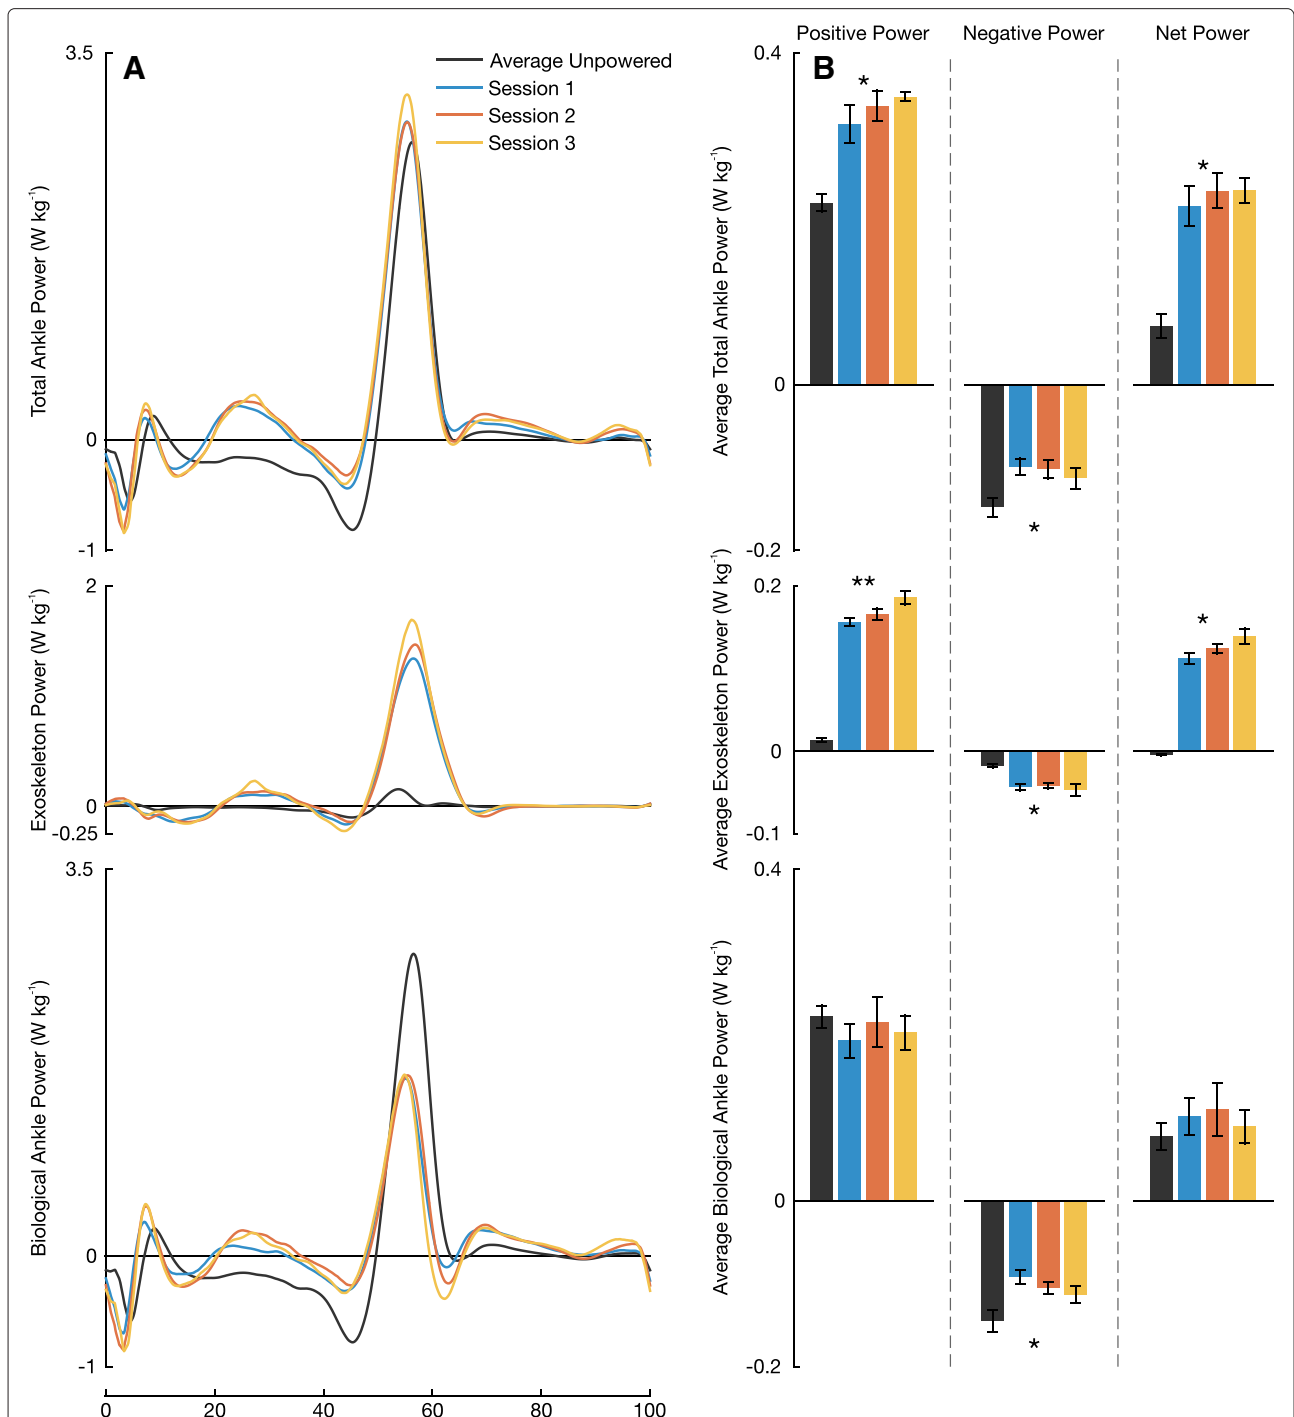 A
3.5
0
-1
Total Ankle Power (W kg-1)
Average Unpowered
Session 1
Session 2
Session 3
2
0
-0.25
Exoskeleton Power (W kg-1)
3.5
0
-1
Biological Ankle Power (W kg-1)
0 20 40 60 80 100
B
Positive Power Negative Power Net Power
0.4
0
-0.2
Average Total Ankle Power (W kg-1)
* * *
0.2
0
-0.1
Average Exoskeleton Power (W kg-1)
** * *
0.4
0
-0.2
Average Biological Ankle Power (W kg-1)
*